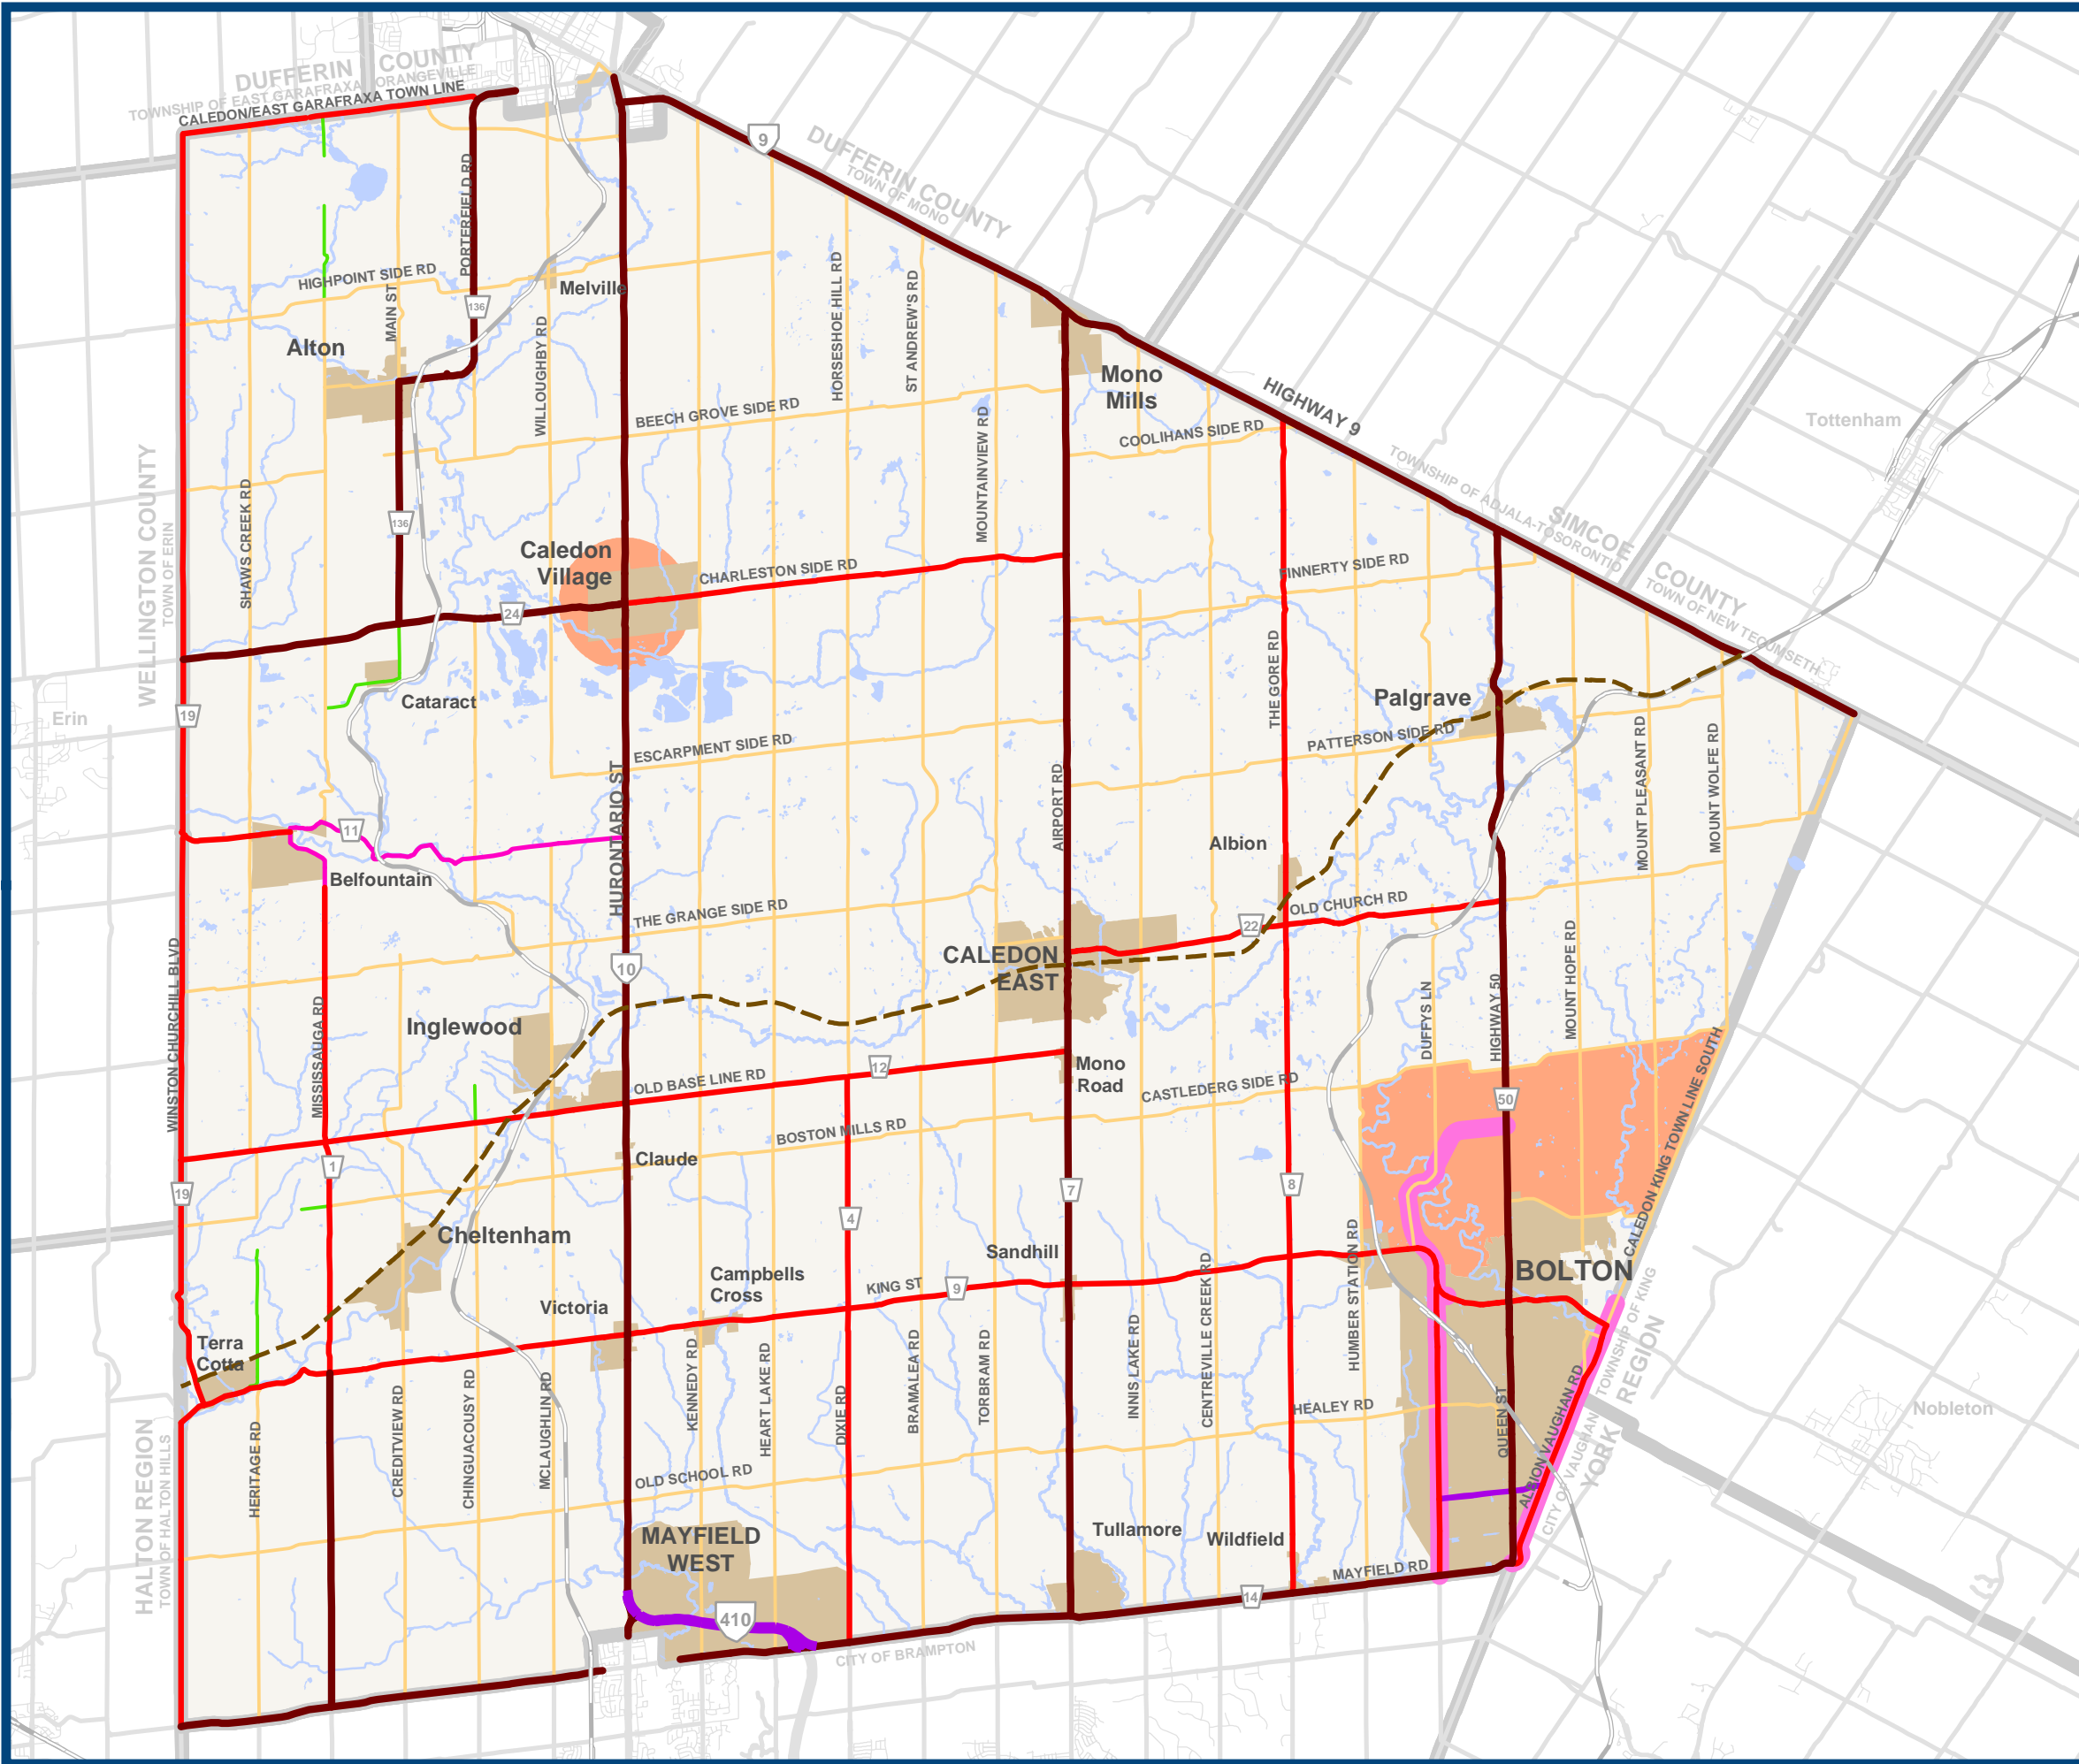 DUFFERIN COUNTY
TOWNSHIP OF EAST GARAFRAXA
ORANGEVILLE
CALEDON/EAST GARAFRAXA TOWN LINE
9
DUFFERIN COUNTY
TOWN OF MONO
PORTERFIELD RD
HIGHPOINT SIDE RD
MAIN ST
136
Melville
HORSESHOE HILL RD
ST ANDREW'S RD
Alton
WILLOUGHBY RD
Mono
Mills
HIGHWAY 9
BEECH GROVE SIDE RD
MOUNTAINVIEW RD
COOLIHANS SIDE RD
Tottenham
TOWNSHIP OF ADJALA-TOSORONTIO
SIMCOE
COUNTY
TOWN OF NEW TECUMSETH
WELLINGTON COUNTY
TOWN OF ERIN
SHAWS CREEK RD
136
Caledon
Village
CHARLESTON SIDE RD
FINNERTY SIDE RD
24
THE GORE RD
Erin
19
Cataract
Palgrave
PATTERSON SIDE RD
ESCARPMENT SIDE RD
MOUNT PLEASANT RD
MOUNT WOLFE RD
HURONTARIO ST
AIRPORT RD
11
Albion
Belfountain
THE GRANGE SIDE RD
OLD CHURCH RD
22
CALEDON
EAST
10
WINSTON CHURCHILL BLVD
MISSISSAUGA RD
Inglewood
DUFFYS LN
HIGHWAY 50
MOUNT HOPE RD
OLD BASE LINE RD
12
Mono
Road
CASTLEDERG SIDE RD
50
CALEDON KING TOWN LINE SOUTH
BOSTON MILLS RD
Claude
1
19
7
8
4
Cheltenham
Sandhill
HUMBER STATION RD
BOLTON
Campbells
Cross
KING ST
9
CENTREVILLE CREEK RD
Victoria
Terra
Cotta
TOWNSHIP OF KING
YORK REGION
CITY OF VAUGHAN
KENNEDY RD
HEART LAKE RD
BRAMALEA RD
TORBRAM RD
INNIS LAKE RD
HEALEY RD
QUEEN ST
ALBION VAUGHAN RD
Nobleton
HALTON REGION
TOWN OF HALTON HILLS
HERITAGE RD
CREDITVIEW RD
CHINGUACOUSY RD
MCLAUGHLIN RD
DIXIE RD
OLD SCHOOL RD
MAYFIELD
WEST
Tullamore
Wildfield
MAYFIELD RD
14
410
CITY OF BRAMPTON